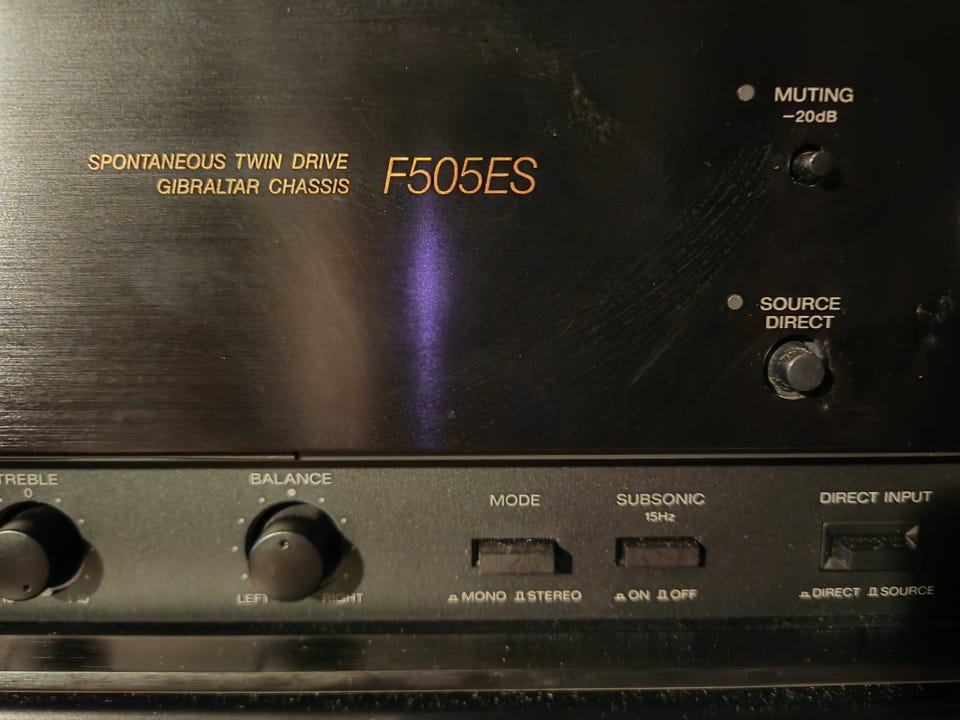 MUTING
−20dB
SPONTANEOUS TWIN DRIVE
GIBRALTAR CHASSIS
F505ES
SOURCE
DIRECT
TREBLE
0
BALANCE
LEFT
RIGHT
MODE
MONO STEREO
SUBSONIC
15Hz
ON OFF
DIRECT INPUT
DIRECT SOURCE